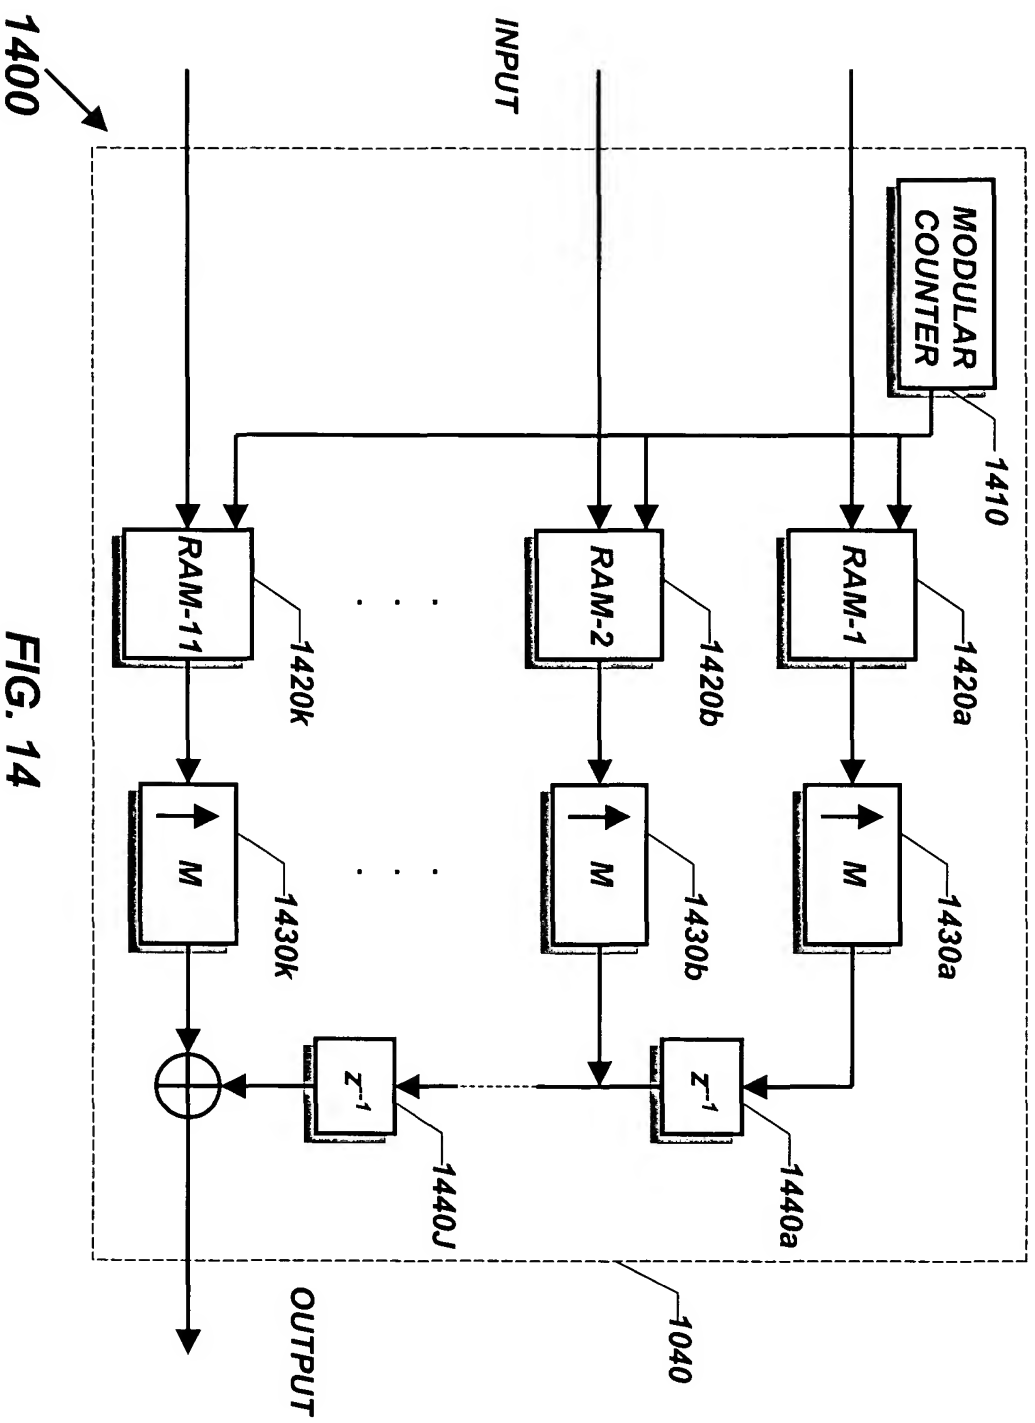 1400
INPUT
MODULAR
COUNTER
1410
RAM-1
1420a
M
1430a
z⁻¹
1440a
RAM-2
1420b
M
1430b
. . .
. . .
RAM-11
1420k
M
1430k
z⁻¹
1440J
1040
OUTPUT
FIG. 14